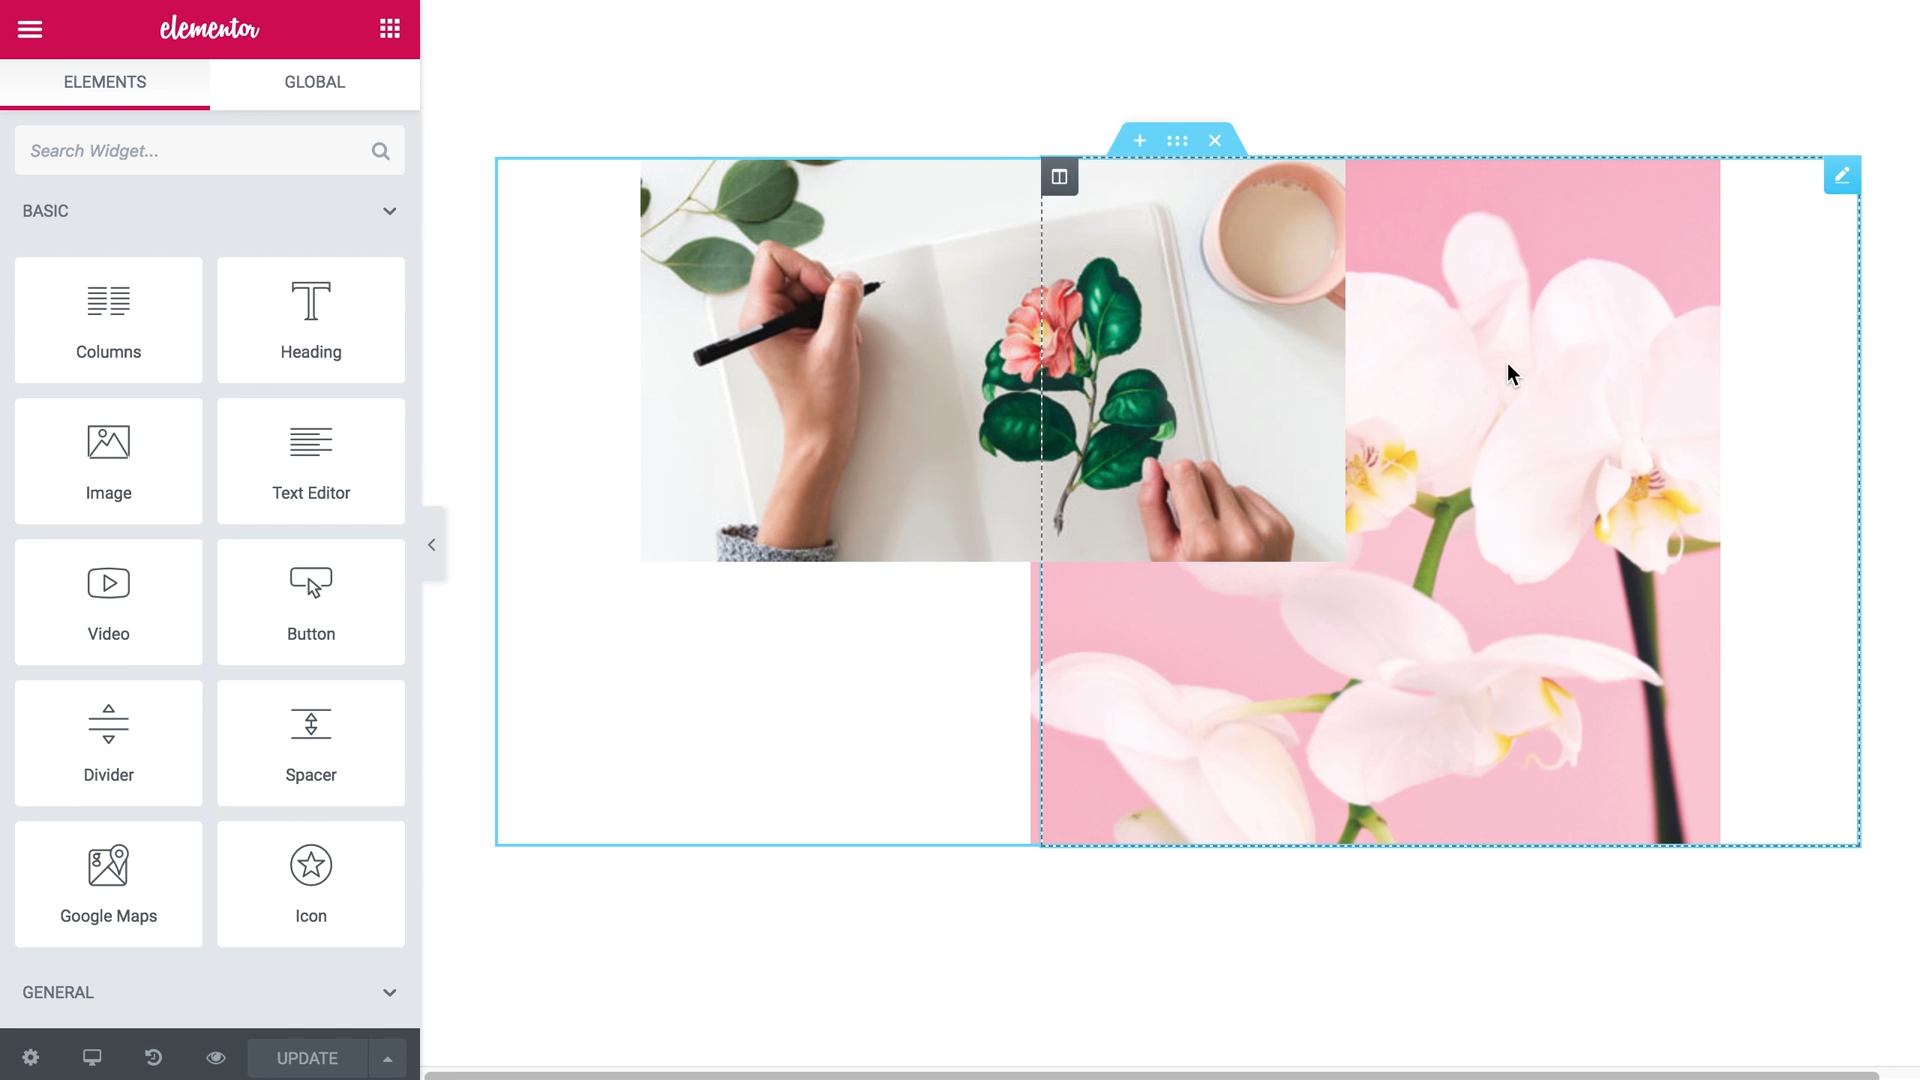 elementor
ELEMENTS
GLOBAL
Search Widget...
BASIC
Columns
Heading
Image
Text Editor
Video
Button
Divider
Spacer
Google Maps
Icon
GENERAL
UPDATE